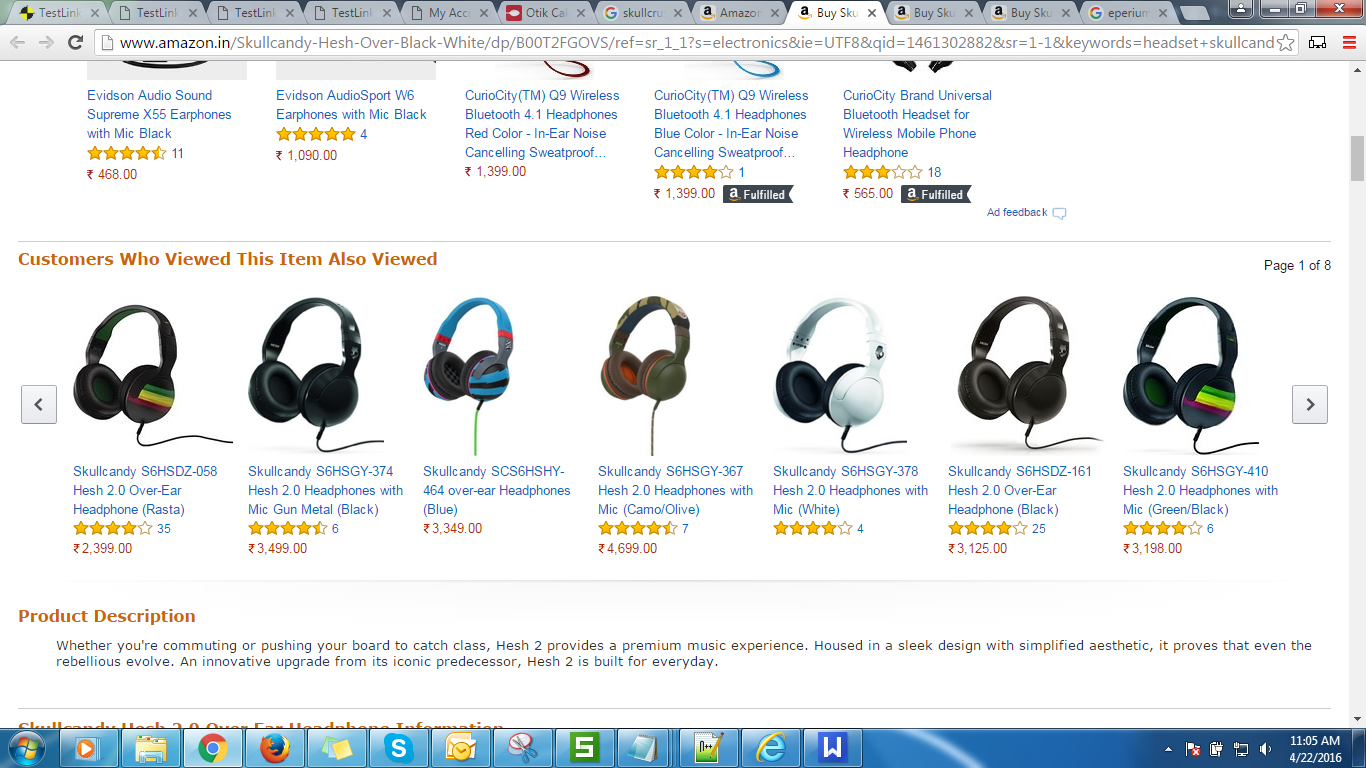 TestLink
TestLink
TestLink
TestLink
My Acc
Otik Cal
skullcru
Amazon
Buy Sku
Buy Sku
Buy Sku
eperium
www.amazon.in/Skullcandy-Hesh-Over-Black-White/dp/B00T2FGOVS/ref=sr_1_1?s=electronics&ie=UTF8&qid=1461302882&sr=1-1&keywords=headset+skullcand
Evidson Audio Sound
Supreme X55 Earphones
with Mic Black
11
₹ 468.00
Evidson AudioSport W6
Earphones with Mic Black
4
₹ 1,090.00
CurioCity(TM) Q9 Wireless
Bluetooth 4.1 Headphones
Red Color - In-Ear Noise
Cancelling Sweatproof...
₹ 1,399.00
CurioCity(TM) Q9 Wireless
Bluetooth 4.1 Headphones
Blue Color - In-Ear Noise
Cancelling Sweatproof...
1
₹ 1,399.00 a Fulfilled
CurioCity Brand Universal
Bluetooth Headset for
Wireless Mobile Phone
Headphone
18
₹ 565.00 a Fulfilled
Ad feedback
Customers Who Viewed This Item Also Viewed
Page 1 of 8
Skullcandy S6HSDZ-058
Hesh 2.0 Over-Ear
Headphone (Rasta)
35
₹ 2,399.00
Skullcandy S6HSGY-374
Hesh 2.0 Headphones with
Mic Gun Metal (Black)
6
₹ 3,499.00
Skullcandy SCS6HSHY-
464 over-ear Headphones
(Blue)
₹ 3,349.00
Skullcandy S6HSGY-367
Hesh 2.0 Headphones with
Mic (Camo/Olive)
7
₹ 4,699.00
Skullcandy S6HSGY-378
Hesh 2.0 Headphones with
Mic (White)
4
Skullcandy S6HSDZ-161
Hesh 2.0 Over-Ear
Headphone (Black)
25
₹ 3,125.00
Skullcandy S6HSGY-410
Hesh 2.0 Headphones with
Mic (Green/Black)
6
₹ 3,198.00
Product Description
Whether you're commuting or pushing your board to catch class, Hesh 2 provides a premium music experience. Housed in a sleek design with simplified aesthetic, it proves that even the
rebellious evolve. An innovative upgrade from its iconic predecessor, Hesh 2 is built for everyday.
Skullcandy Hesh 2.0 Over Ear Headphone Information
11:05 AM
4/22/2016